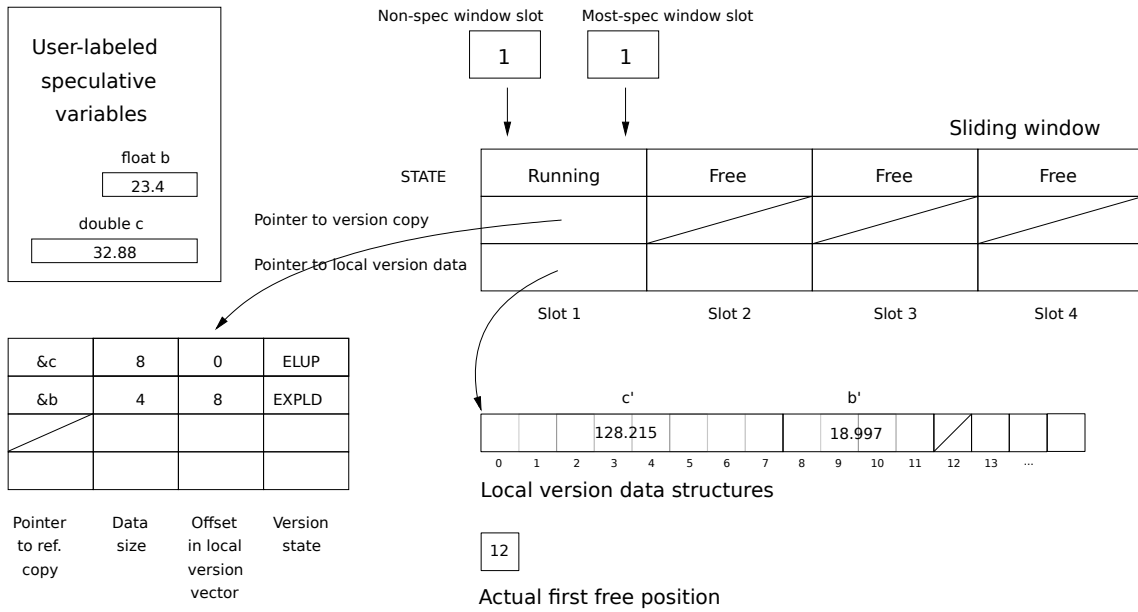 Non-spec window slot
Most-spec window slot
1
1
User-labeled
speculative
variables
float b
23.4
double c
32.88
Sliding window
STATE
Running
Free
Free
Free
Pointer to version copy
Pointer to local version data
Slot 1
Slot 2
Slot 3
Slot 4
&c
8
0
ELUP
&b
4
8
EXPLD
Pointer
to ref.
copy
Data
size
Offset
in local
version
vector
Version
state
c'
b'
128.215
18.997
0 1 2 3 4 5 6 7 8 9 10 11 12 13 ...
Local version data structures
12
Actual first free position